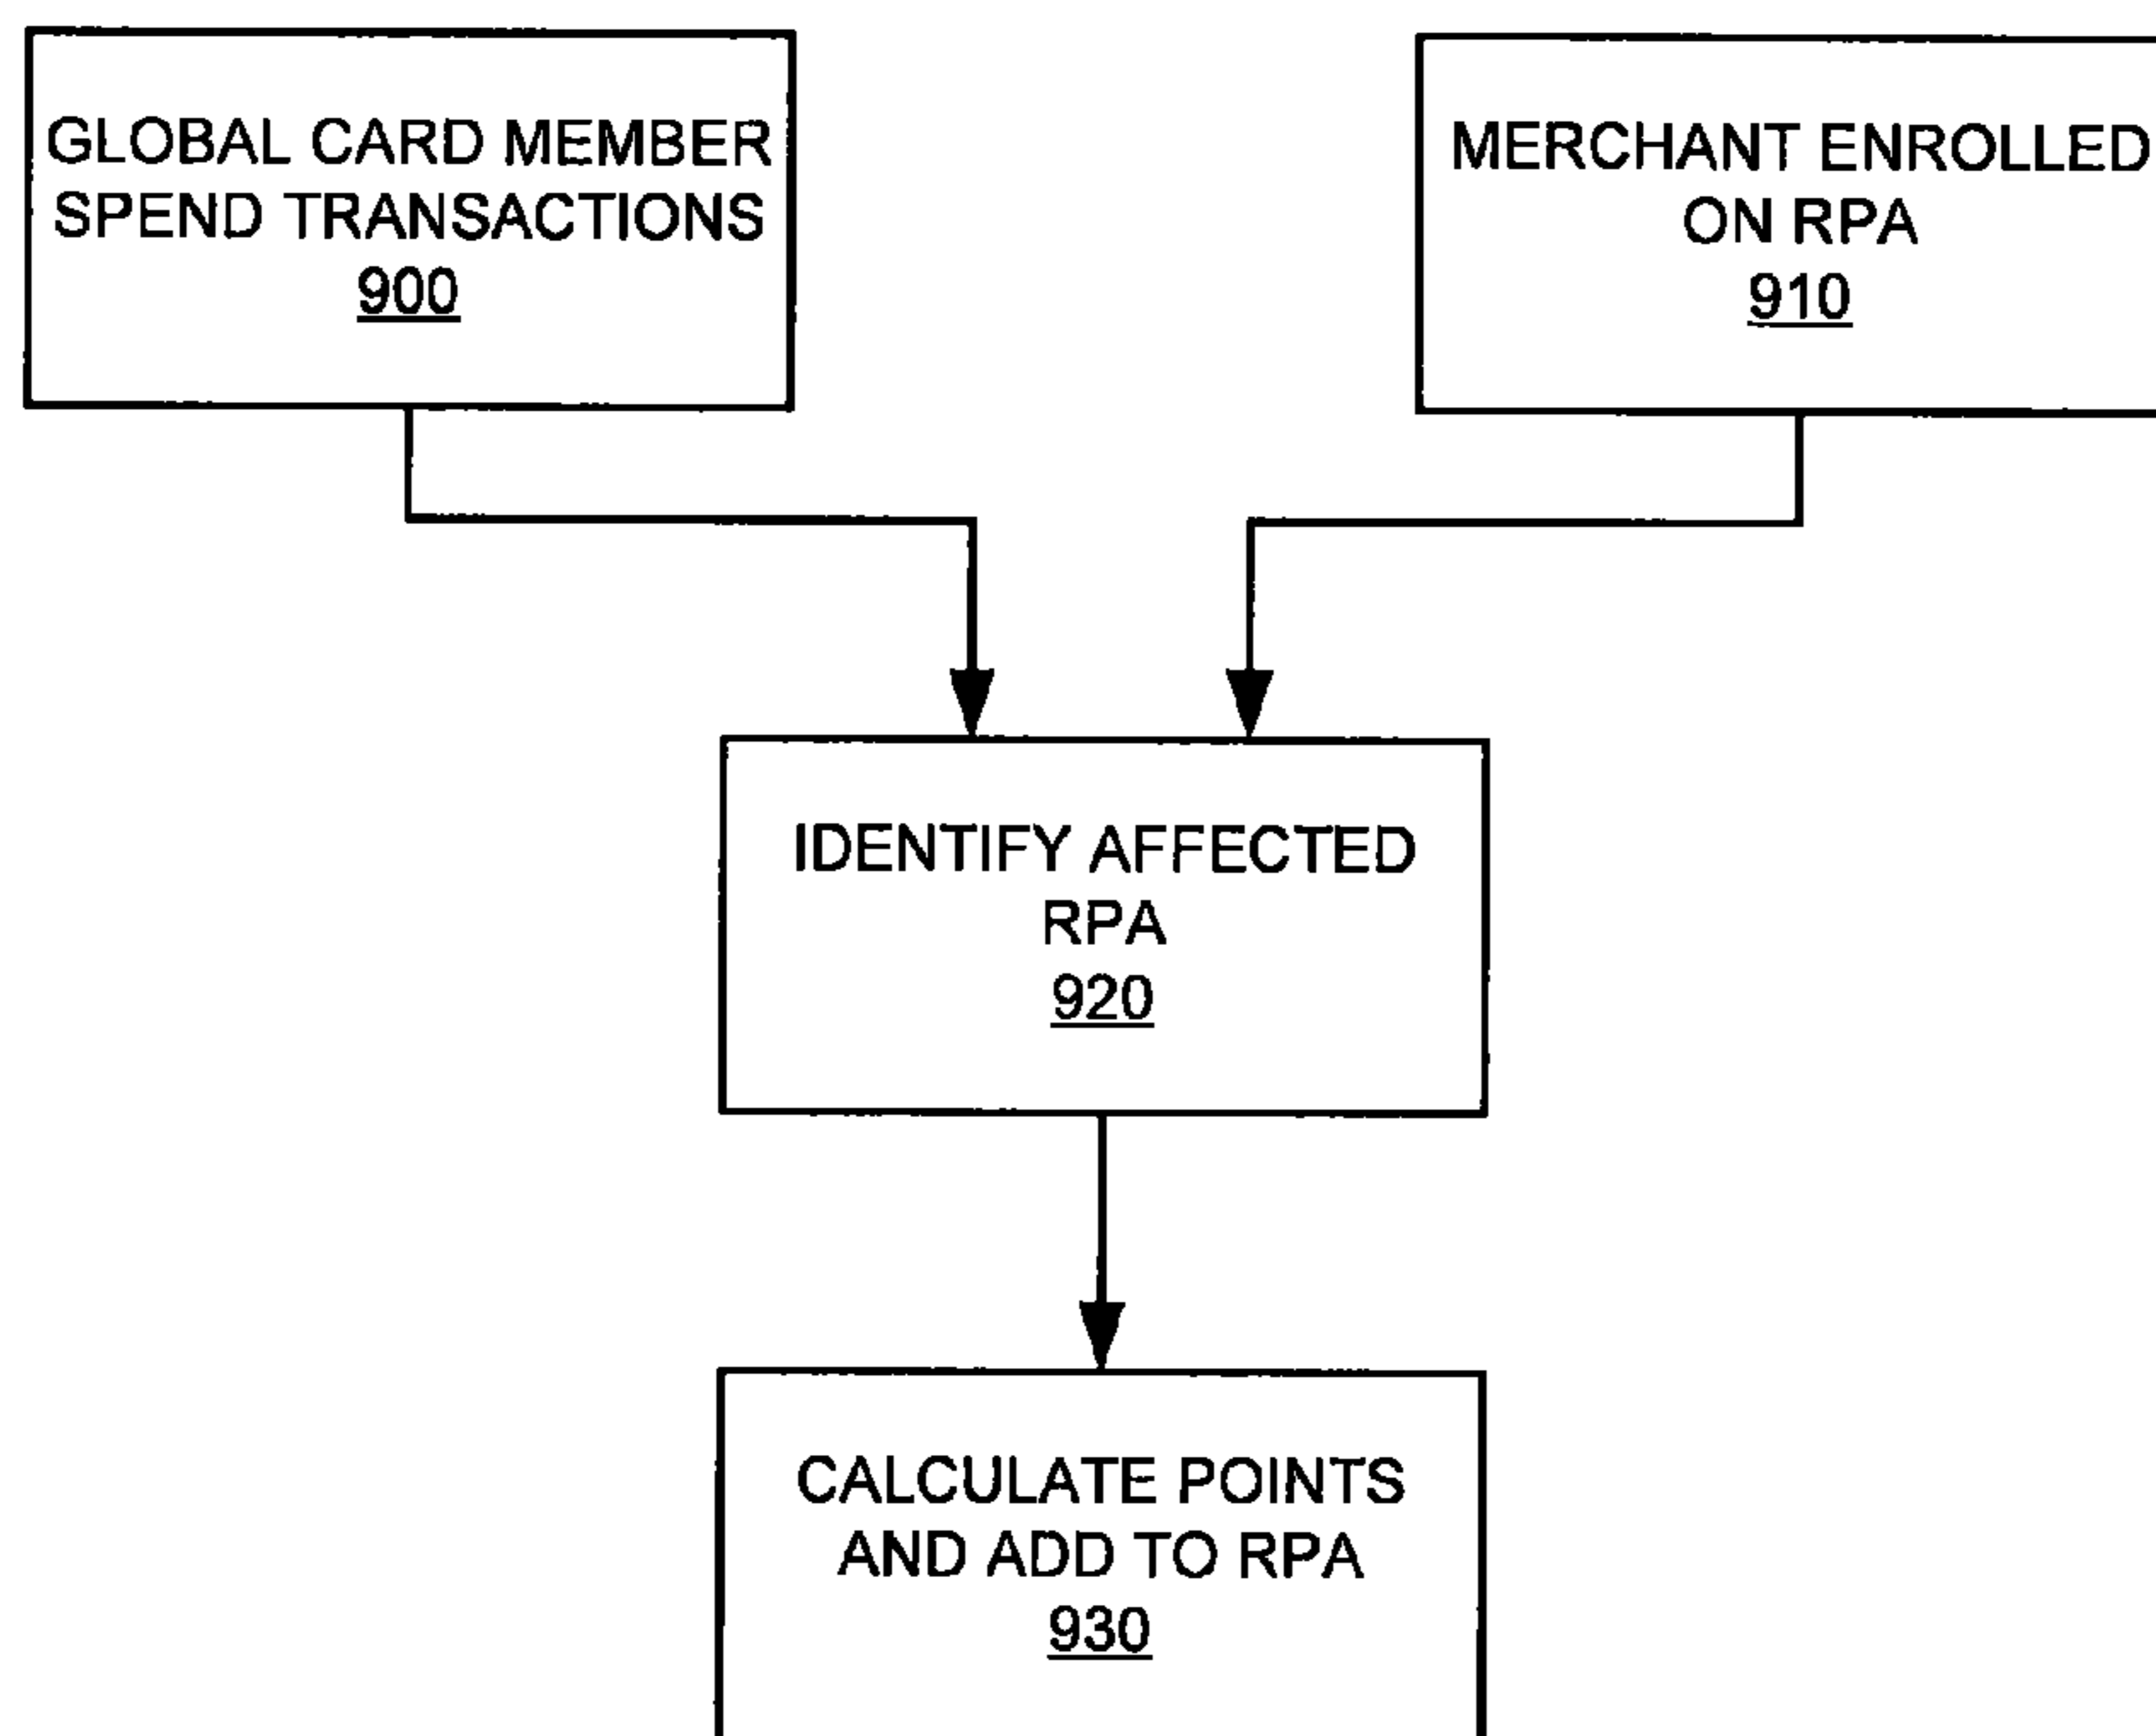 GLOBAL CARD MEMBER
SPEND TRANSACTIONS
900
MERCHANT ENROLLED
ON RPA
910
IDENTIFY AFFECTED
RPA
920
CALCULATE POINTS
AND ADD TO RPA
930